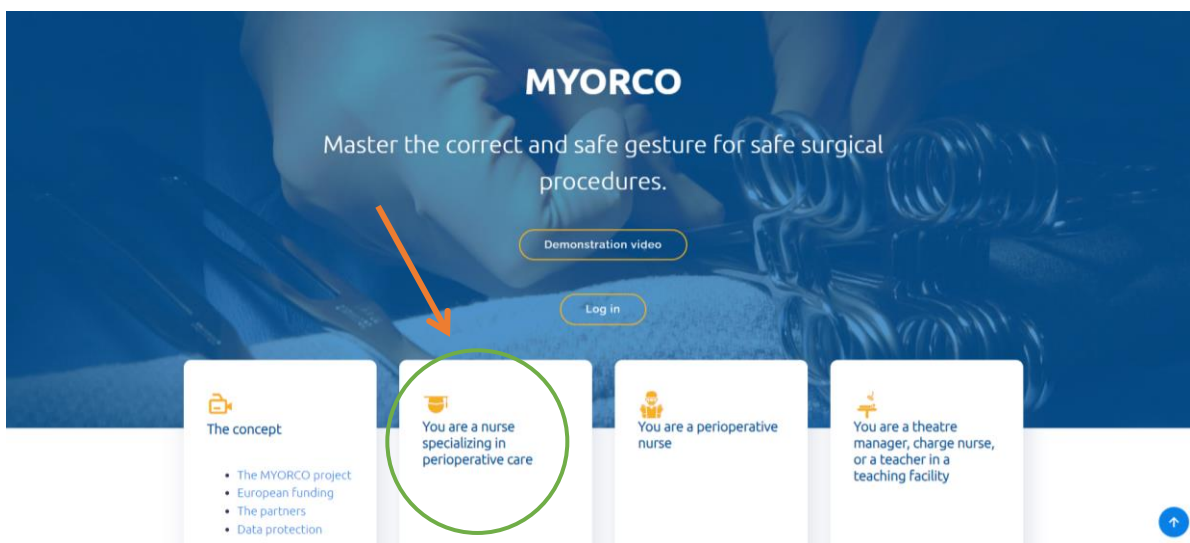 MYORCO
Master the correct and safe gesture for safe surgical
procedures.
Demonstration video
Log in
The concept
• The MYORCO project
• European funding
• The partners
• Data protection
You are a nurse
specializing in
perioperative care
You are a perioperative
nurse
You are a theatre
manager, charge nurse,
or a teacher in a
teaching facility